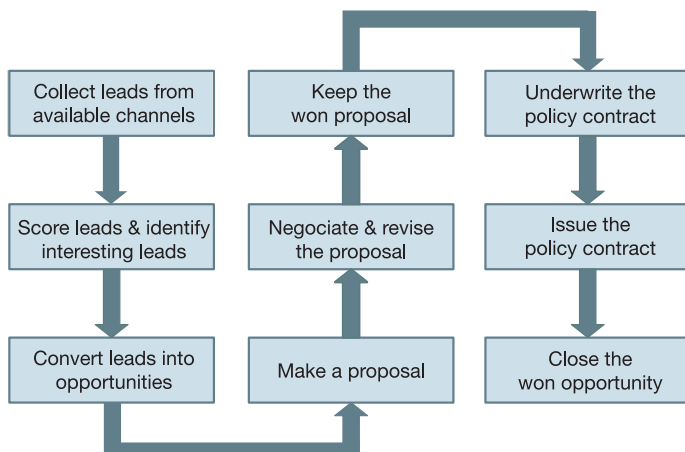 Collect leads from
available channels
Score leads & identify
interesting leads
Convert leads into
opportunities
Make a proposal
Negociate & revise
the proposal
Keep the
won proposal
Underwrite the
policy contract
Issue the
policy contract
Close the
won opportunity